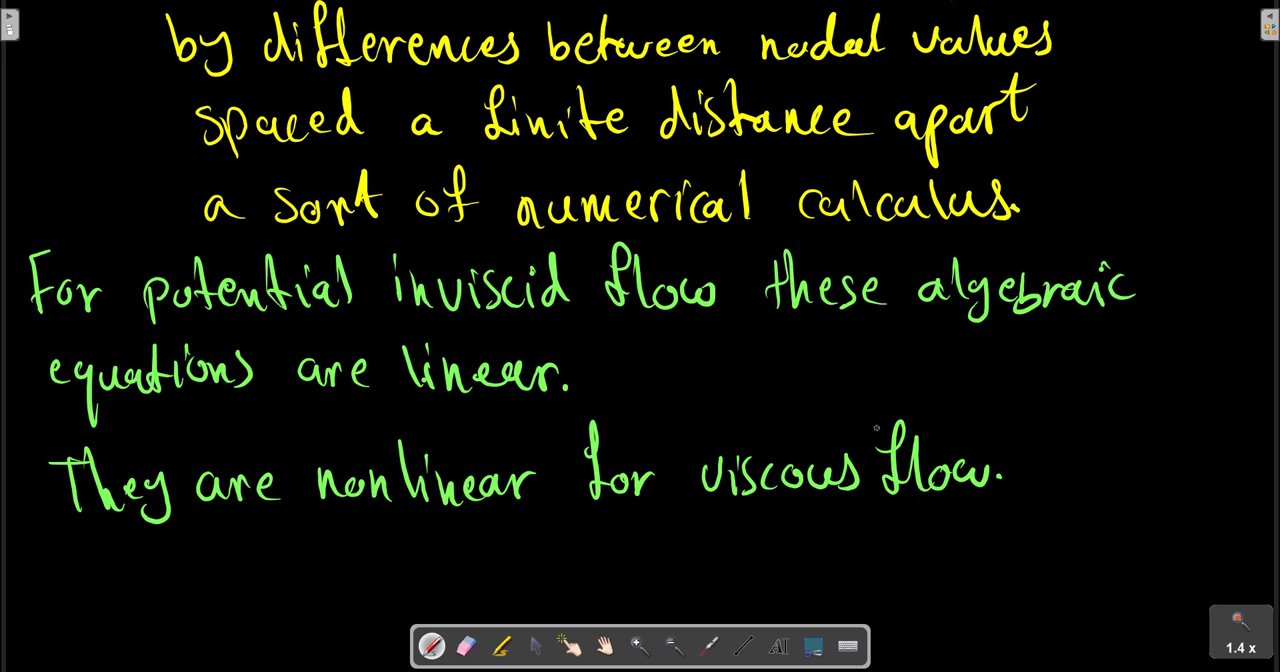 by differences between nodal values
spaced a finite distance apart
a sort of numerical calculus.
For potential inviscid flow these algebraic
equations are linear.
They are nonlinear for viscous flow.
AI
1.4 x